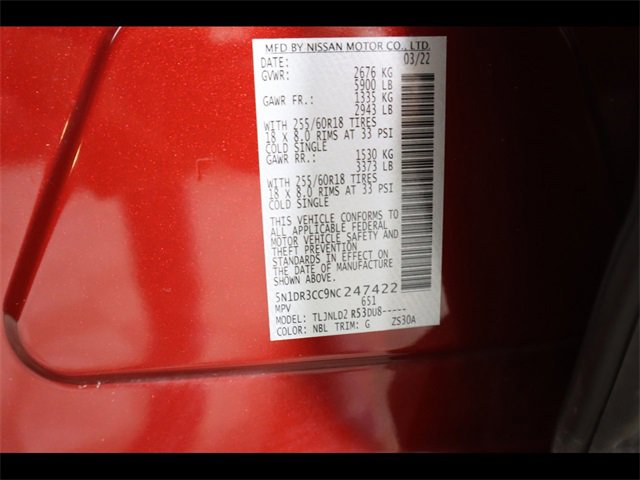 MFD BY NISSAN MOTOR CO., LTD.
DATE: 03/22
GVWR: 2676 KG
5900 LB
GAWR FR.: 1335 KG
2943 LB
WITH 255/60R18 TIRES
18 X 8.0 RIMS AT 33 PSI
COLD SINGLE
GAWR RR.: 1530 KG
3373 LB
WITH 255/60R18 TIRES
18 X 8.0 RIMS AT 33 PSI
COLD SINGLE
THIS VEHICLE CONFORMS TO
ALL APPLICABLE FEDERAL
MOTOR VEHICLE SAFETY AND
THEFT PREVENTION
STANDARDS IN EFFECT ON
THE DATE OF MANUFACTURE
SHOWN ABOVE
5N1DR3CC9NC247422
MPV 651
MODEL: TLJNLD2 R53DU8-----
COLOR: NBL TRIM: G ZS30A